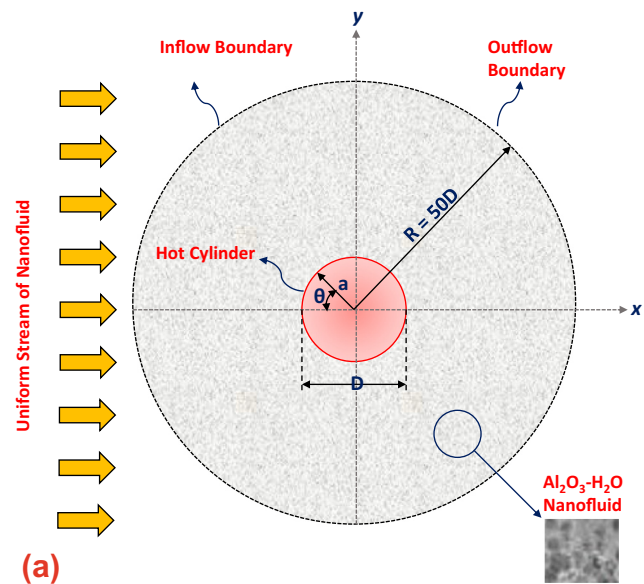 y
Inflow Boundary
Outflow
Boundary
R = 50D
Hot Cylinder
a
θ
x
D
Uniform Stream of Nanofluid
Al₂O₃-H₂O
Nanofluid
(a)